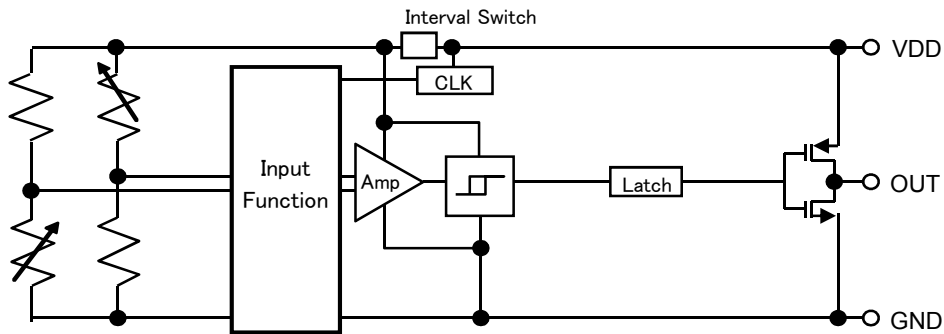 Interval Switch
VDD
CLK
Input
Function
Amp
Latch
OUT
GND